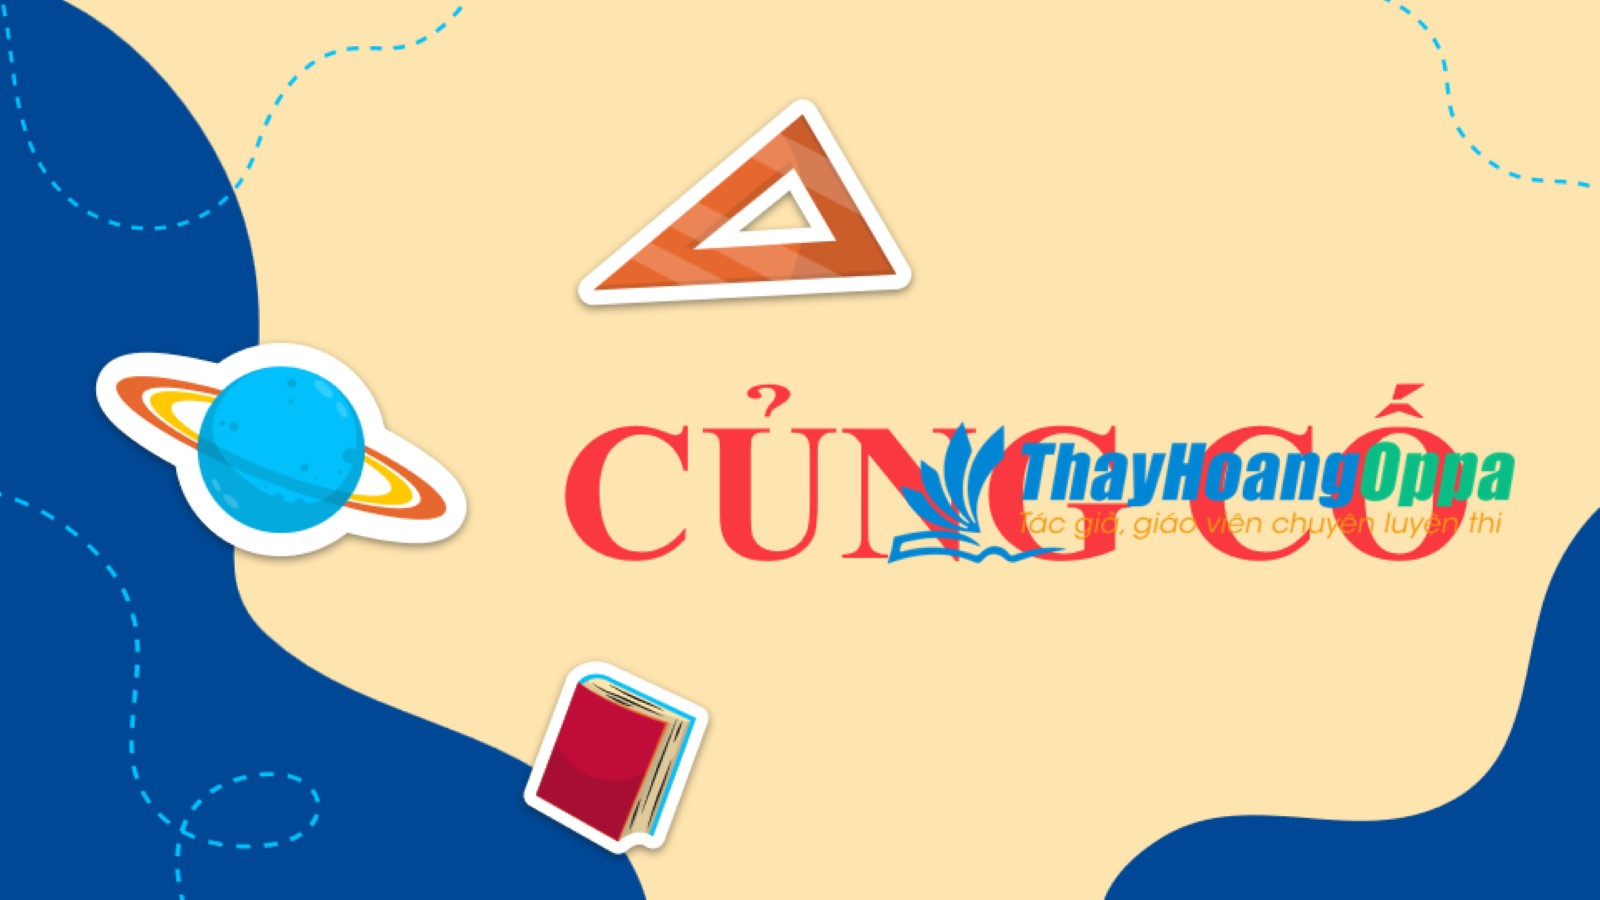 CỦNG CỐ
ThayHoangOppa
Tác giả, giáo viên chuyên luyện thi